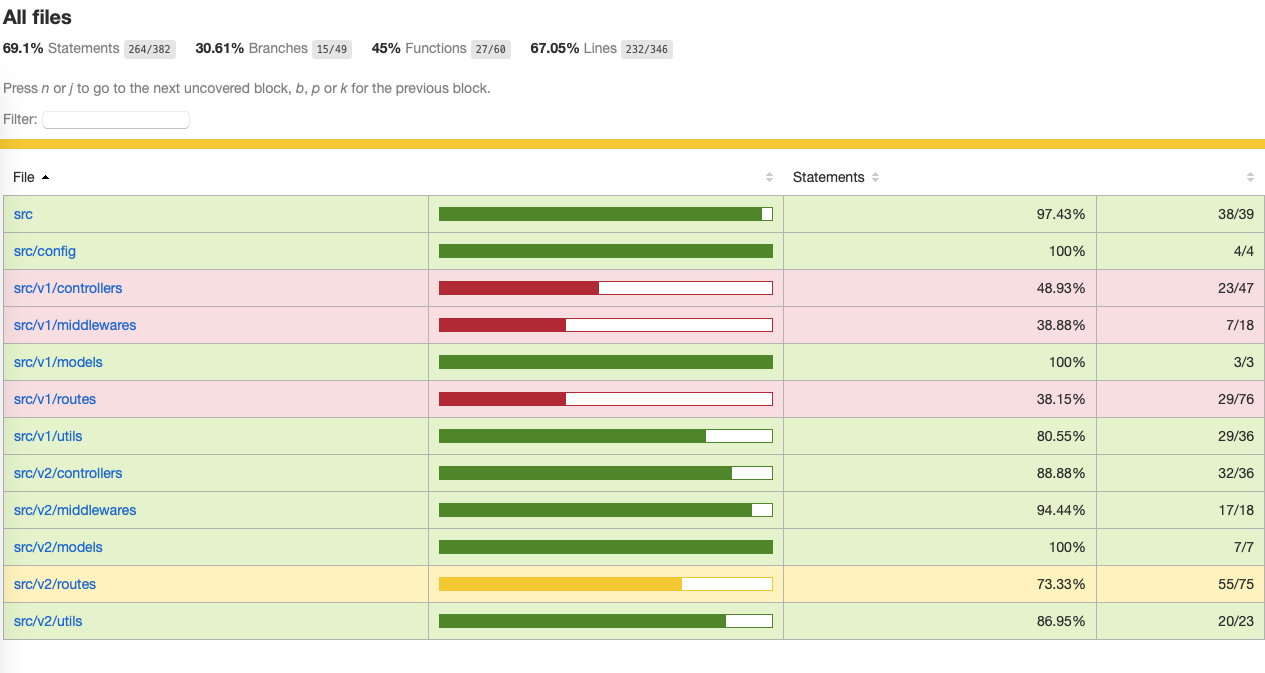 All files
69.1% Statements 264/382 30.61% Branches 15/49 45% Functions 27/60 67.05% Lines 232/346
Press n or j to go to the next uncovered block, b, p or k for the previous block.
Filter:
File Statements
src 97.43% 38/39
src/config 100% 4/4
src/v1/controllers 48.93% 23/47
src/v1/middlewares 38.88% 7/18
src/v1/models 100% 3/3
src/v1/routes 38.15% 29/76
src/v1/utils 80.55% 29/36
src/v2/controllers 88.88% 32/36
src/v2/middlewares 94.44% 17/18
src/v2/models 100% 7/7
src/v2/routes 73.33% 55/75
src/v2/utils 86.95% 20/23